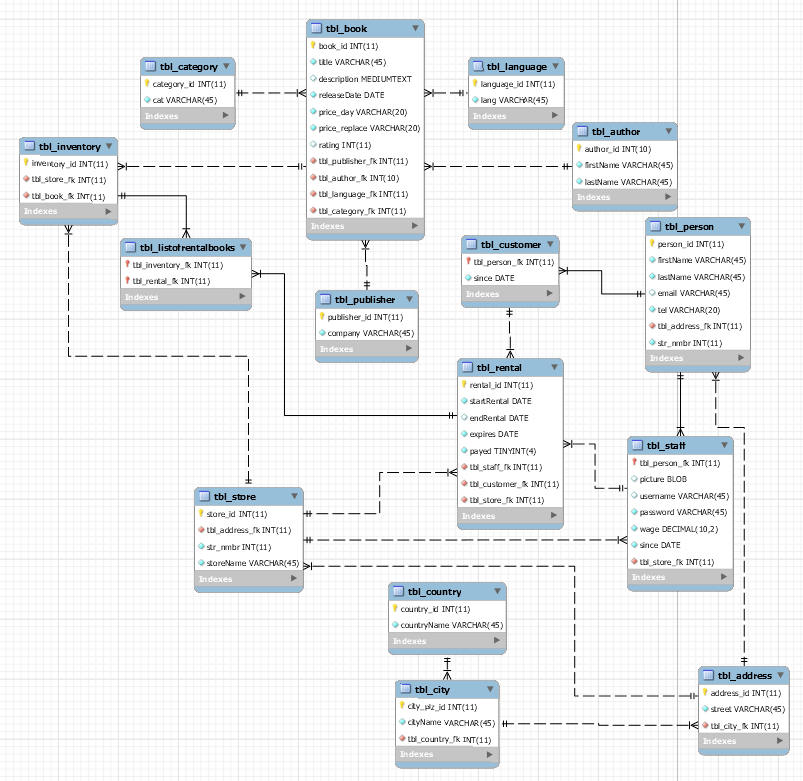 tbl_book
book_id INT(11)
title VARCHAR(45)
description MEDIUMTEXT
releaseDate DATE
price_day VARCHAR(20)
price_replace VARCHAR(20)
rating INT(11)
tbl_publisher_fk INT(11)
tbl_author_fk INT(10)
tbl_language_fk INT(11)
tbl_category_fk INT(11)
Indexes
tbl_category
category_id INT(11)
cat VARCHAR(45)
Indexes
tbl_language
language_id INT(11)
lang VARCHAR(45)
Indexes
tbl_author
author_id INT(10)
firstName VARCHAR(45)
lastName VARCHAR(45)
Indexes
tbl_inventory
inventory_id INT(11)
tbl_store_fk INT(11)
tbl_book_fk INT(11)
Indexes
tbl_listofrentalbooks
tbl_inventory_fk INT(11)
tbl_rental_fk INT(11)
Indexes
tbl_publisher
publisher_id INT(11)
company VARCHAR(45)
Indexes
tbl_customer
tbl_person_fk INT(11)
since DATE
Indexes
tbl_person
person_id INT(11)
firstName VARCHAR(45)
lastName VARCHAR(45)
email VARCHAR(45)
tel VARCHAR(20)
tbl_address_fk INT(11)
str_nmbr INT(11)
Indexes
tbl_rental
rental_id INT(11)
startRental DATE
endRental DATE
expires DATE
payed TINYINT(4)
tbl_staff_fk INT(11)
tbl_customer_fk INT(11)
tbl_store_fk INT(11)
Indexes
tbl_staff
tbl_person_fk INT(11)
picture BLOB
username VARCHAR(45)
password VARCHAR(45)
wage DECIMAL(10,2)
since DATE
tbl_store_fk INT(11)
Indexes
tbl_store
store_id INT(11)
tbl_address_fk INT(11)
str_nmbr INT(11)
storeName VARCHAR(45)
Indexes
tbl_country
country_id INT(11)
countryName VARCHAR(45)
Indexes
tbl_city
city_plz_id INT(11)
cityName VARCHAR(45)
tbl_country_fk INT(11)
Indexes
tbl_address
address_id INT(11)
street VARCHAR(45)
tbl_city_fk INT(11)
Indexes